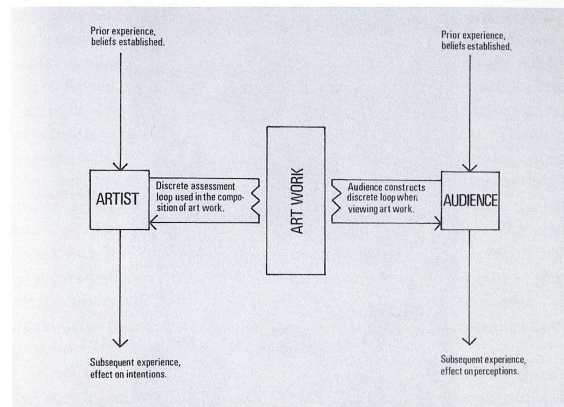 Prior experience,
beliefs established.
Prior experience,
beliefs established.
ARTIST
Discrete assessment
loop used in the compo-
sition of art work.
ART WORK
Audience constructs
discrete loop when
viewing art work.
AUDIENCE
Subsequent experience,
effect on intentions.
Subsequent experience,
effect on perceptions.